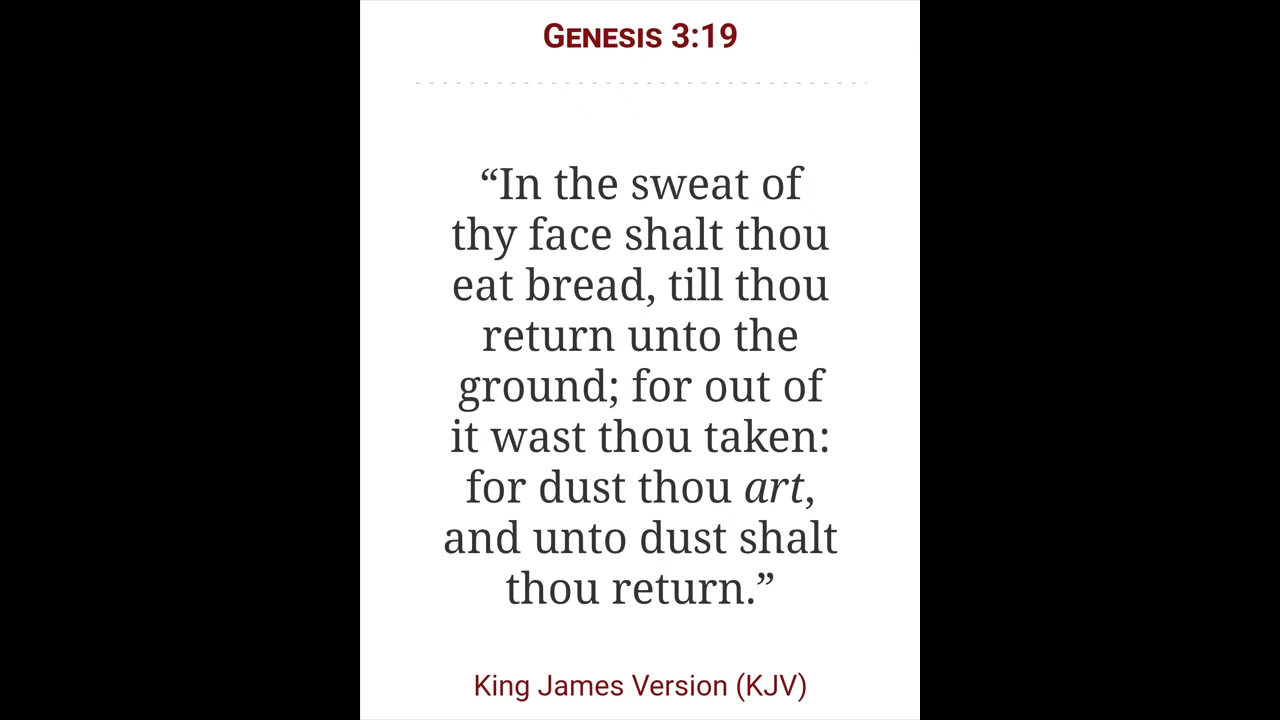 GENESIS 3:19
“In the sweat of
thy face shalt thou
eat bread, till thou
return unto the
ground; for out of
it wast thou taken:
for dust thou art,
and unto dust shalt
thou return.”
King James Version (KJV)